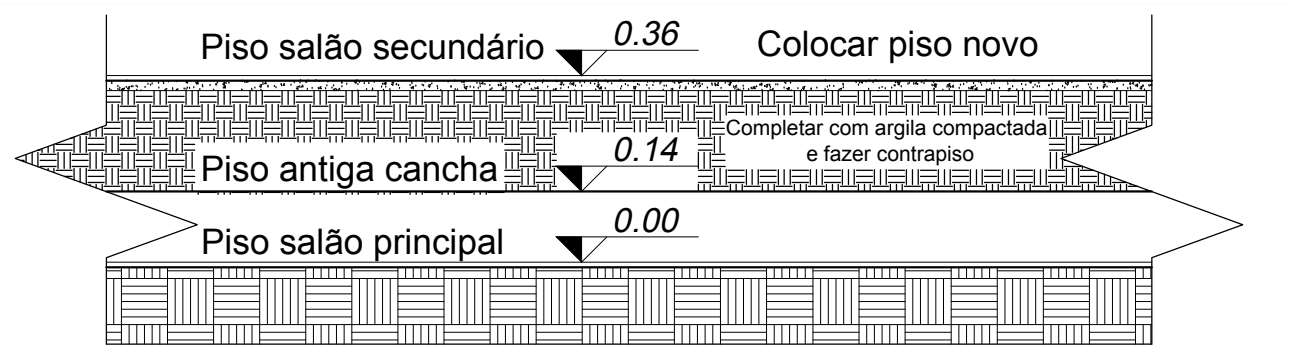 Piso salão secundário 0.36 Colocar piso novo
Completar com argila compactada
e fazer contrapiso
Piso antiga cancha 0.14
Piso salão principal 0.00